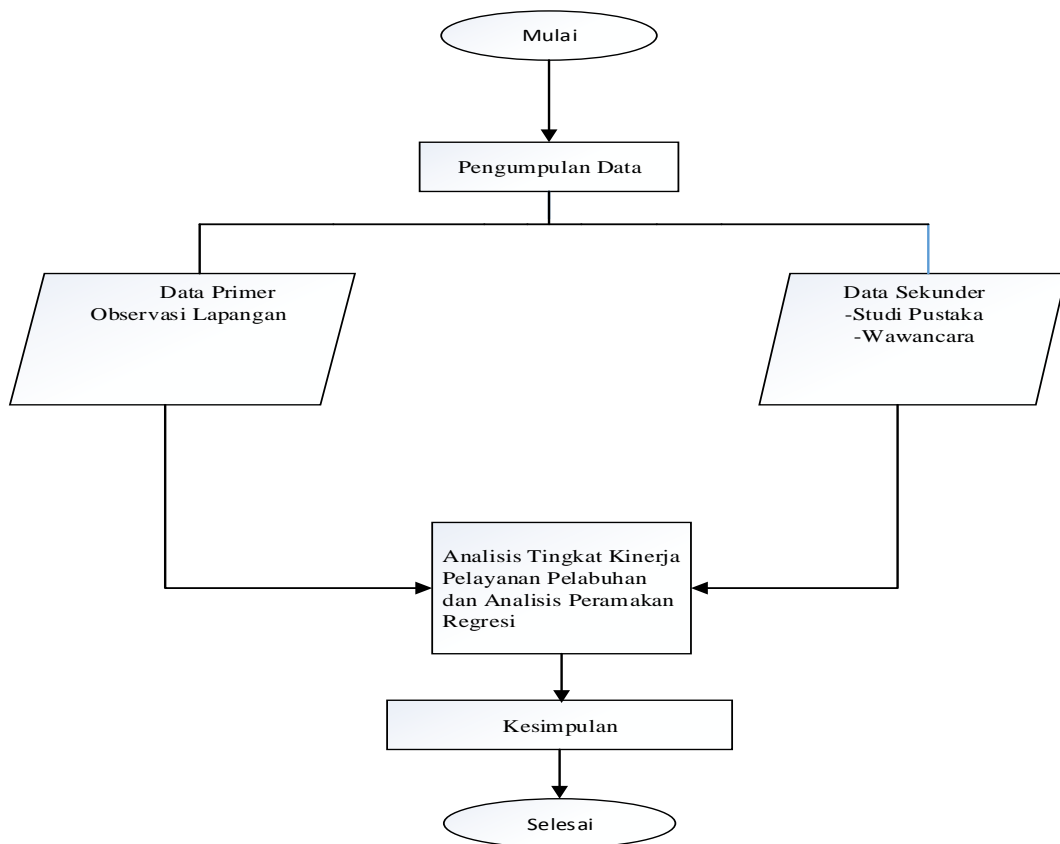 Mulai
Pengumpulan Data
Data Primer
Observasi Lapangan
Data Sekunder
-Studi Pustaka
-Wawancara
Analisis Tingkat Kinerja
Pelayanan Pelabuhan
dan Analisis Peramakan
Regresi
Kesimpulan
Selesai